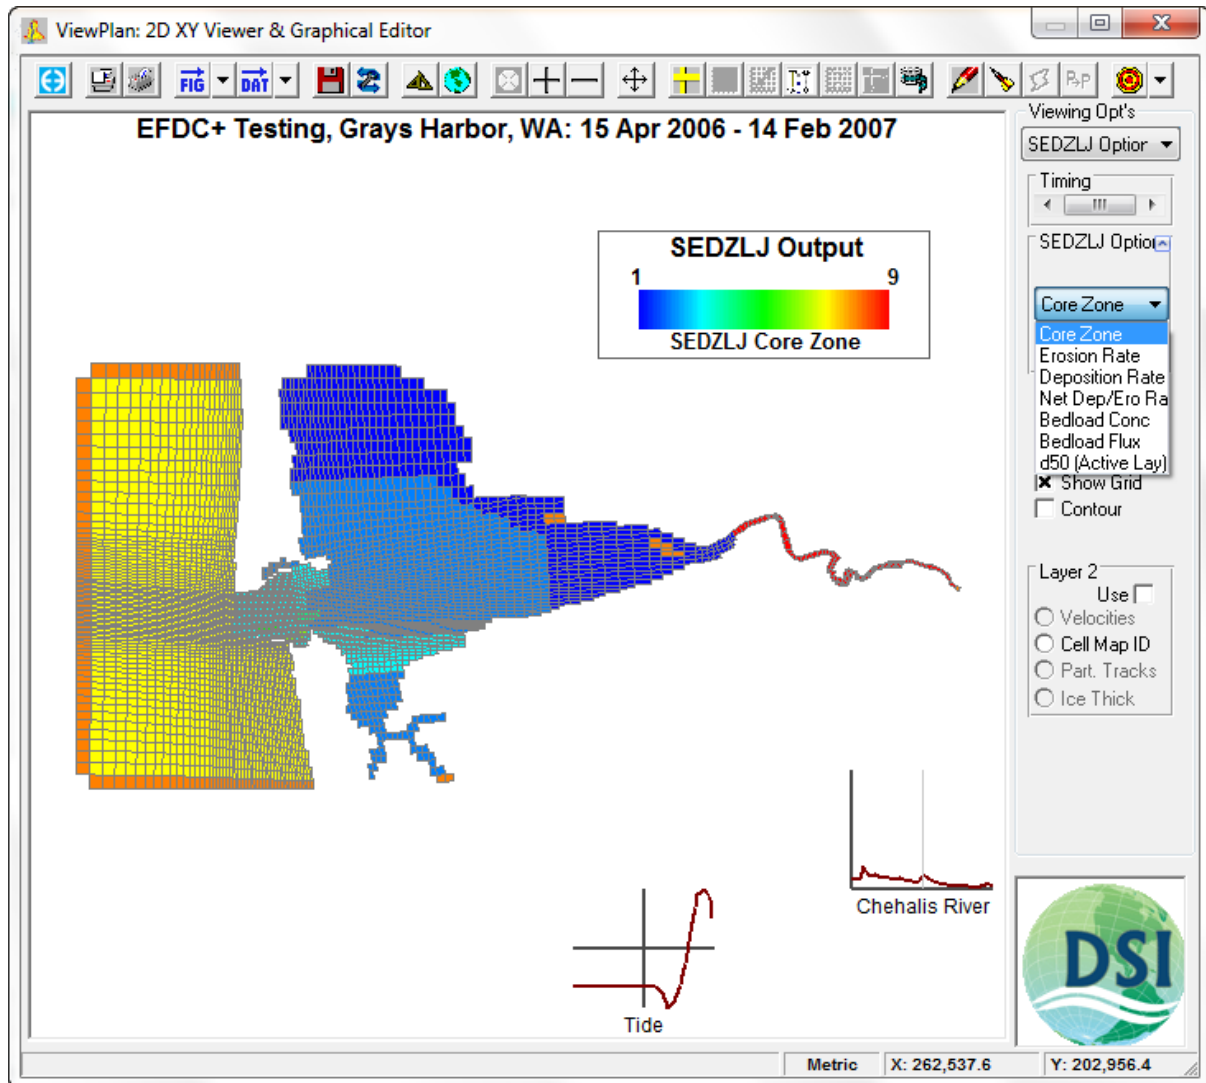 ViewPlan: 2D XY Viewer & Graphical Editor
FIG
DAT
R▸P
EFDC+ Testing, Grays Harbor, WA: 15 Apr 2006 - 14 Feb 2007
SEDZLJ Output
1 9
SEDZLJ Core Zone
Chehalis River
Tide
Viewing Opt's
SEDZLJ Optior
Timing
SEDZLJ Option
Core Zone
Core Zone
Erosion Rate
Deposition Rate
Net Dep/Ero Ra
Bedload Conc
Bedload Flux
d50 (Active Lay)
Show Grid
Contour
Layer 2
Use
Velocities
Cell Map ID
Part. Tracks
Ice Thick
DSI
Metric X: 262,537.6 Y: 202,956.4